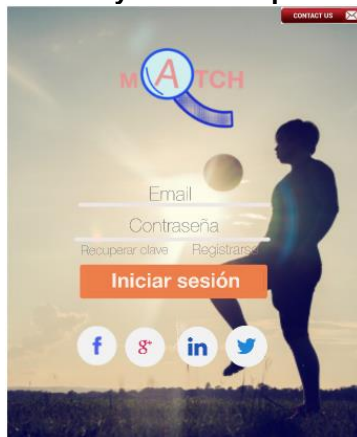 CONTACT US
MATCH
Email
Contraseña
Recuperar clave Registrarse
Iniciar sesión
f g+ in